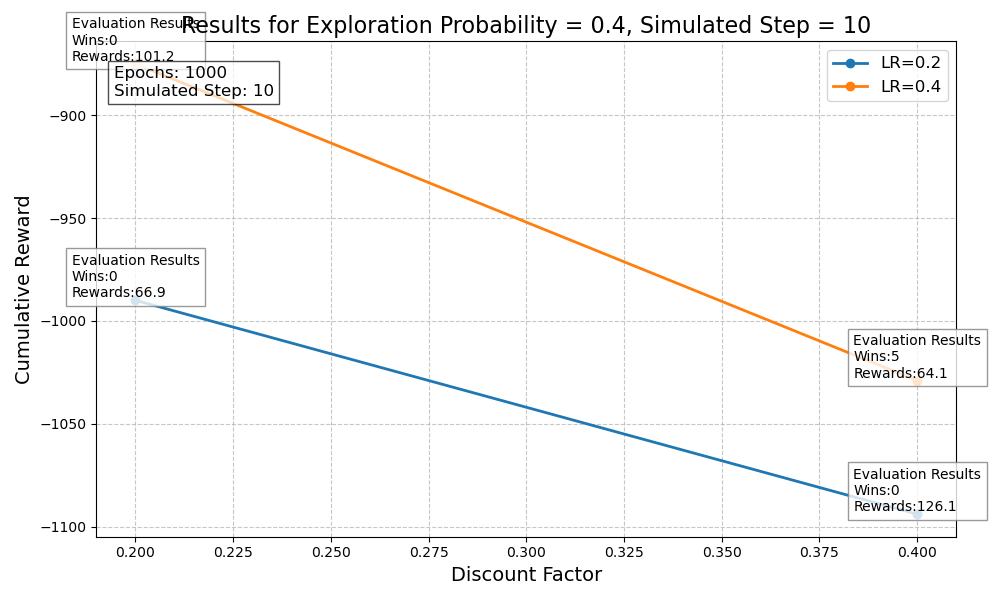 Results for Exploration Probability = 0.4, Simulated Step = 10
Evaluation Results
Wins:0
Rewards:101.2
Epochs: 1000
Simulated Step: 10
LR=0.2
LR=0.4
Evaluation Results
Wins:0
Rewards:66.9
Evaluation Results
Wins:5
Rewards:64.1
Evaluation Results
Wins:0
Rewards:126.1
Cumulative Reward
−900
−950
−1000
−1050
−1100
0.200 0.225 0.250 0.275 0.300 0.325 0.350 0.375 0.400
Discount Factor